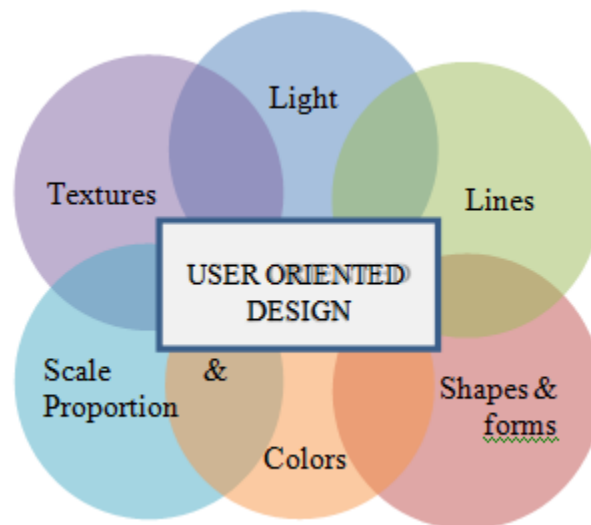 Light
Textures
Lines
USER ORIENTED
DESIGN
Scale &
Proportion
Shapes &
forms
Colors